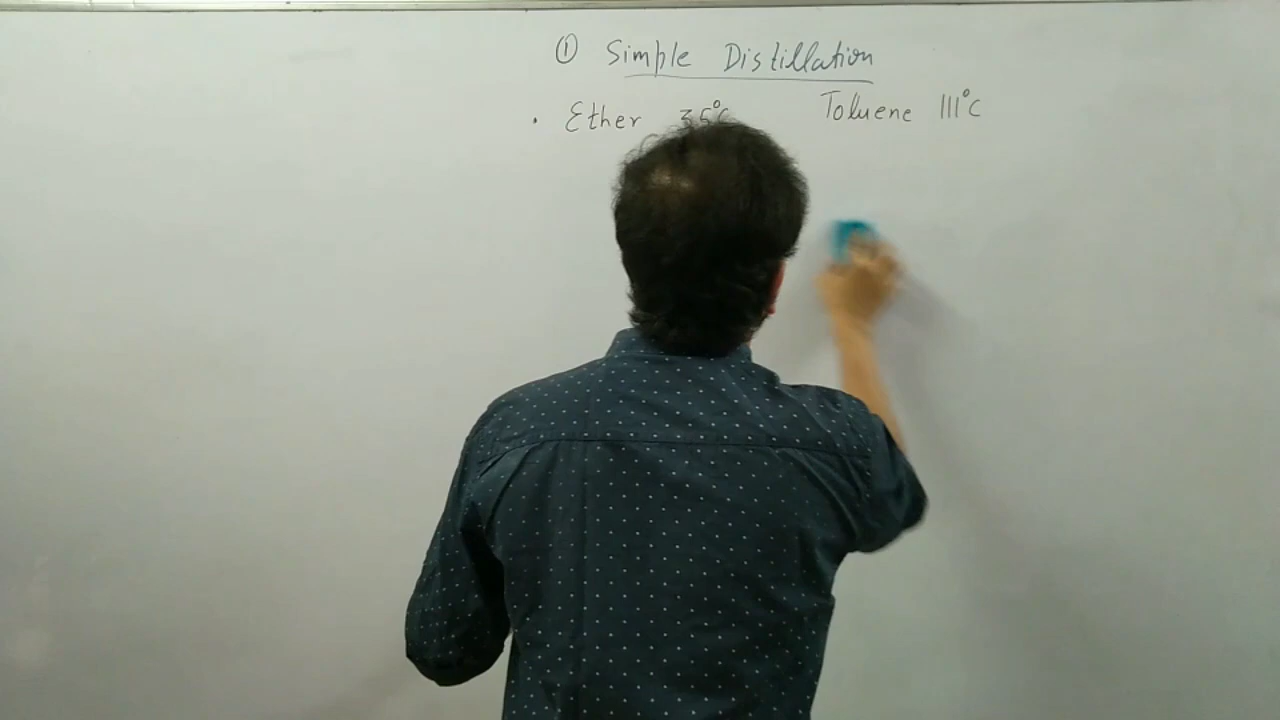 ① Simple Distillation
• Ether 35°C Toluene 111°C